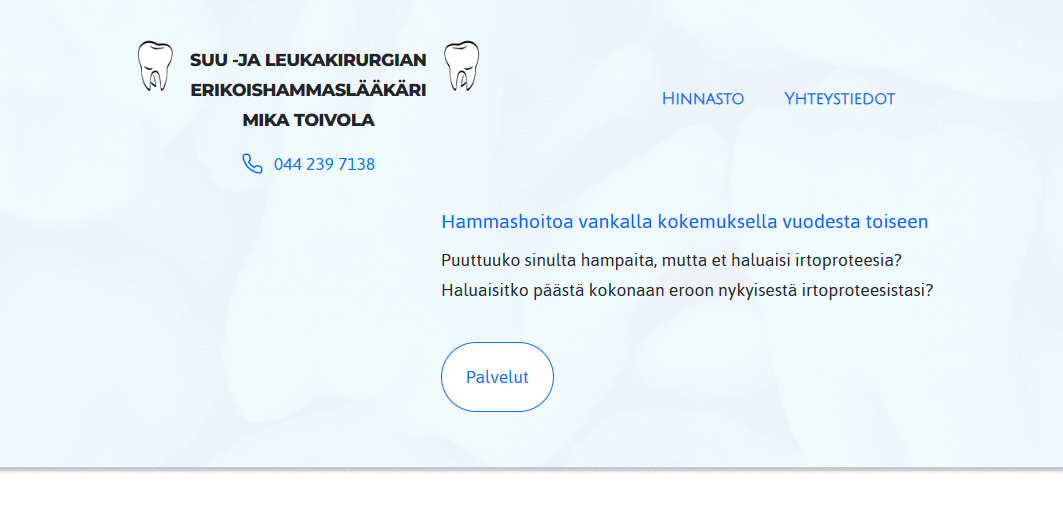 SUU -JA LEUKAKIRURGIAN
ERIKOISHAMMASLÄÄKÄRI
MIKA TOIVOLA
044 239 7138
Hinnasto
Yhteystiedot
Hammashoitoa vankalla kokemuksella vuodesta toiseen
Puuttuuko sinulta hampaita, mutta et haluaisi irtoproteesia?
Haluaisitko päästä kokonaan eroon nykyisestä irtoproteesistasi?
Palvelut